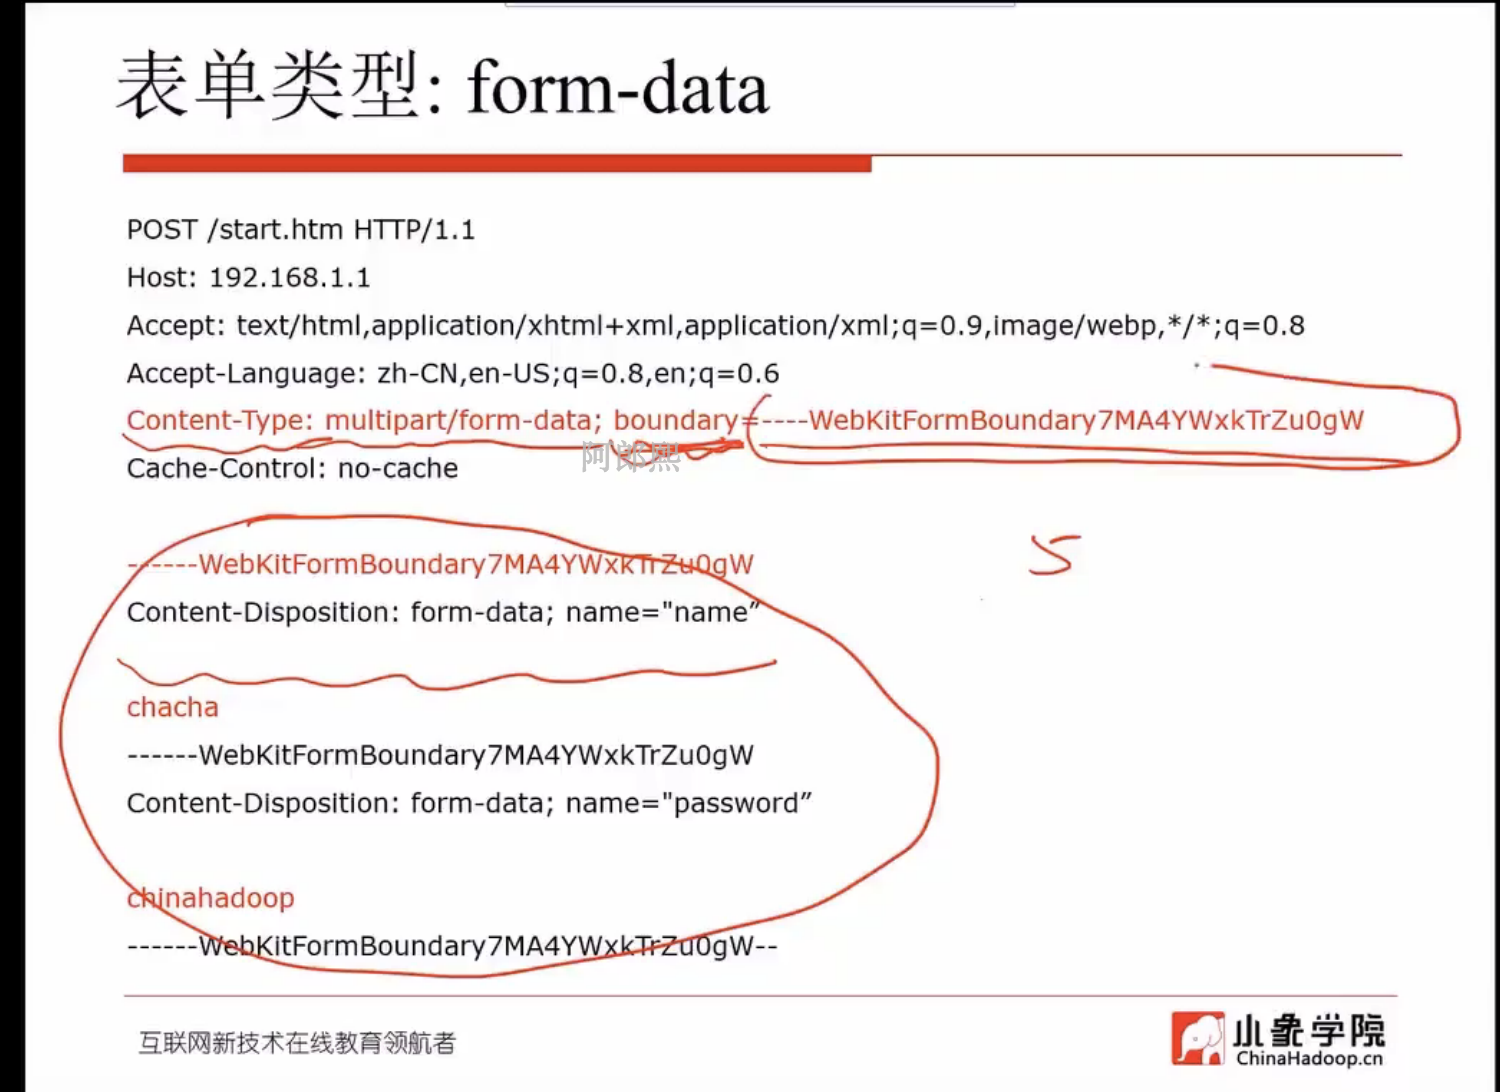 表单类型: form-data
POST /start.htm HTTP/1.1
Host: 192.168.1.1
Accept: text/html,application/xhtml+xml,application/xml;q=0.9,image/webp,*/*;q=0.8
Accept-Language: zh-CN,en-US;q=0.8,en;q=0.6
Content-Type: multipart/form-data; boundary=----WebKitFormBoundary7MA4YWxkTrZu0gW
阿郎熙
Cache-Control: no-cache
------WebKitFormBoundary7MA4YWxkTrZu0gW
5
Content-Disposition: form-data; name="name”
chacha
------WebKitFormBoundary7MA4YWxkTrZu0gW
Content-Disposition: form-data; name="password”
chinahadoop
------WebKitFormBoundary7MA4YWxkTrZu0gW--
互联网新技术在线教育领航者
小象学院
ChinaHadoop.cn